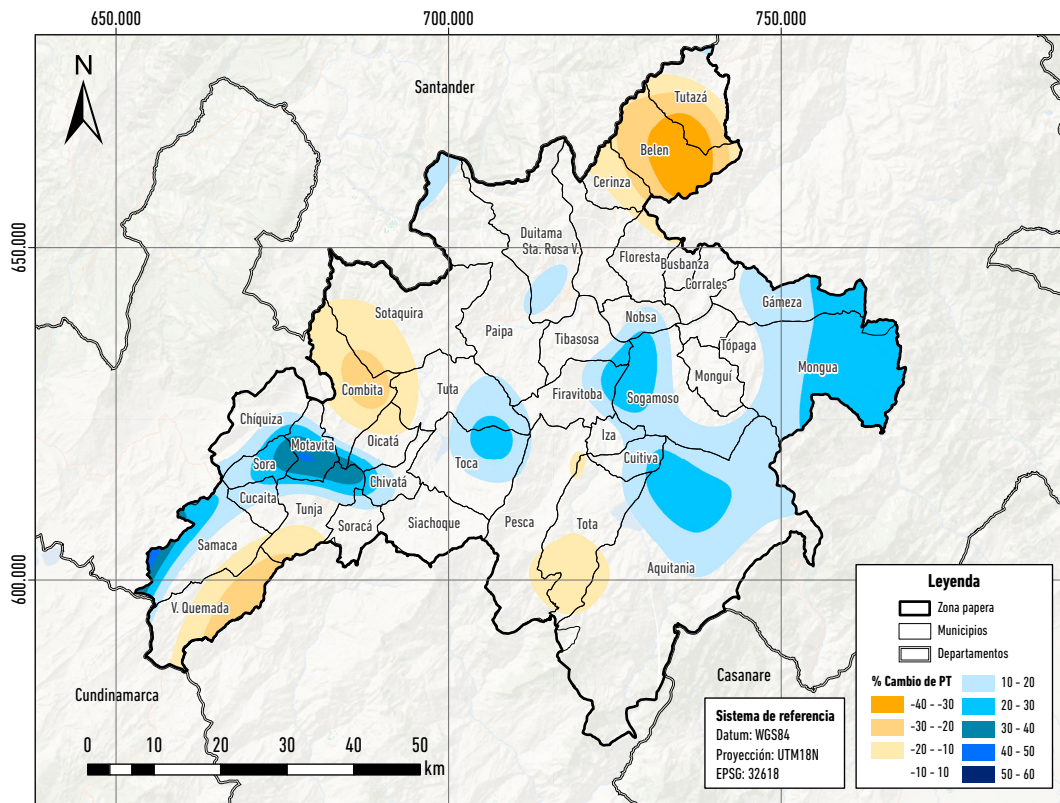 650.000
700.000
750.000
N
Santander
Tutazá
Belen
Cerinza
650.000
Duitama
Sta. Rosa V.
Floresta
Busbanza
Corrales
Gámeza
Sotaquira
Nobsa
Paipa
Tibasosa
Tópaga
Mongua
Monguí
Combita
Tuta
Firavitoba
Sogamoso
Chíquiza
Motavita
Oicatá
Iza
Sora
Toca
Cuitiva
Chivatá
Cucaita
Tunja
Soracá
Siachoque
Pesca
Tota
Samaca
Aquitania
600.000
V. Quemada
Cundinamarca
Casanare
0
10
20
30
40
50
km
Sistema de referencia
Datum: WGS84
Proyección: UTM18N
EPSG: 32618
Leyenda
Zona papera
Municipios
Departamentos
% Cambio de PT
-40 - -30
-30 - -20
-20 - -10
-10 - 10
10 - 20
20 - 30
30 - 40
40 - 50
50 - 60